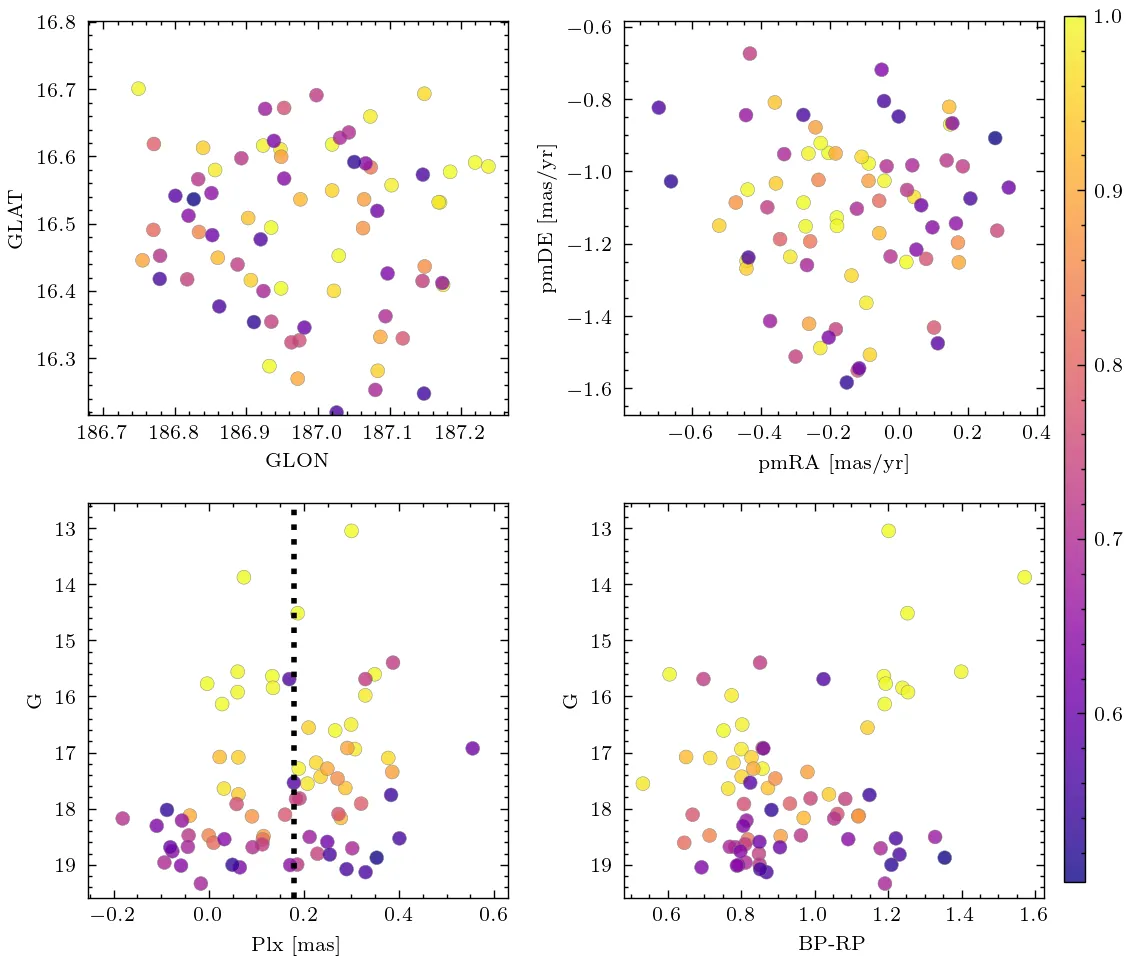 16.8
16.7
16.6
16.5
16.4
16.3
GLAT
186.7 186.8 186.9 187.0 187.1 187.2
GLON
−0.6
−0.8
−1.0
−1.2
−1.4
−1.6
pmDE [mas/yr]
−0.6 −0.4 −0.2 0.0 0.2 0.4
pmRA [mas/yr]
13
14
15
16
17
18
19
G
−0.2 0.0 0.2 0.4 0.6
Plx [mas]
13
14
15
16
17
18
19
G
0.6 0.8 1.0 1.2 1.4 1.6
BP-RP
1.0
0.9
0.8
0.7
0.6